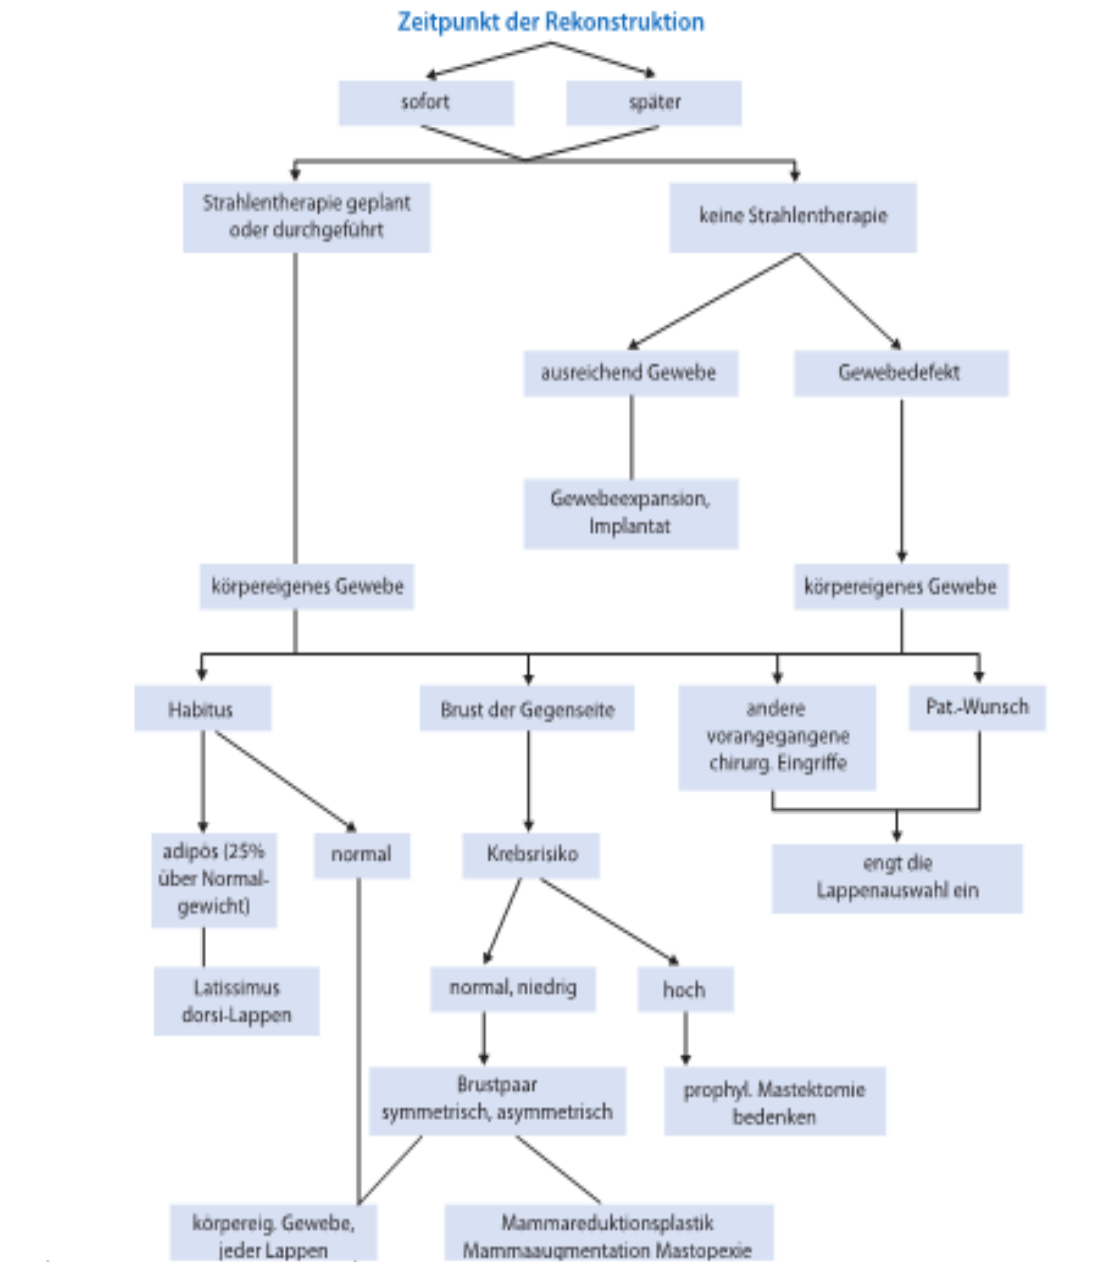 Zeitpunkt der Rekonstruktion
sofort
später
Strahlentherapie geplant
oder durchgeführt
keine Strahlentherapie
ausreichend Gewebe
Gewebedefekt
Gewebeexpansion,
Implantat
körpereigenes Gewebe
körpereigenes Gewebe
Habitus
Brust der Gegenseite
andere
vorangegangene
chirurg. Eingriffe
Pat.-Wunsch
adipös (25%
über Normal-
gewicht)
normal
Krebsrisiko
engt die
Lappenauswahl ein
Latissimus
dorsi-Lappen
normal, niedrig
hoch
Brustpaar
symmetrisch, asymmetrisch
prophyl. Mastektomie
bedenken
körpereig. Gewebe,
jeder Lappen
Mammareduktionsplastik
Mammaaugmentation Mastopexie